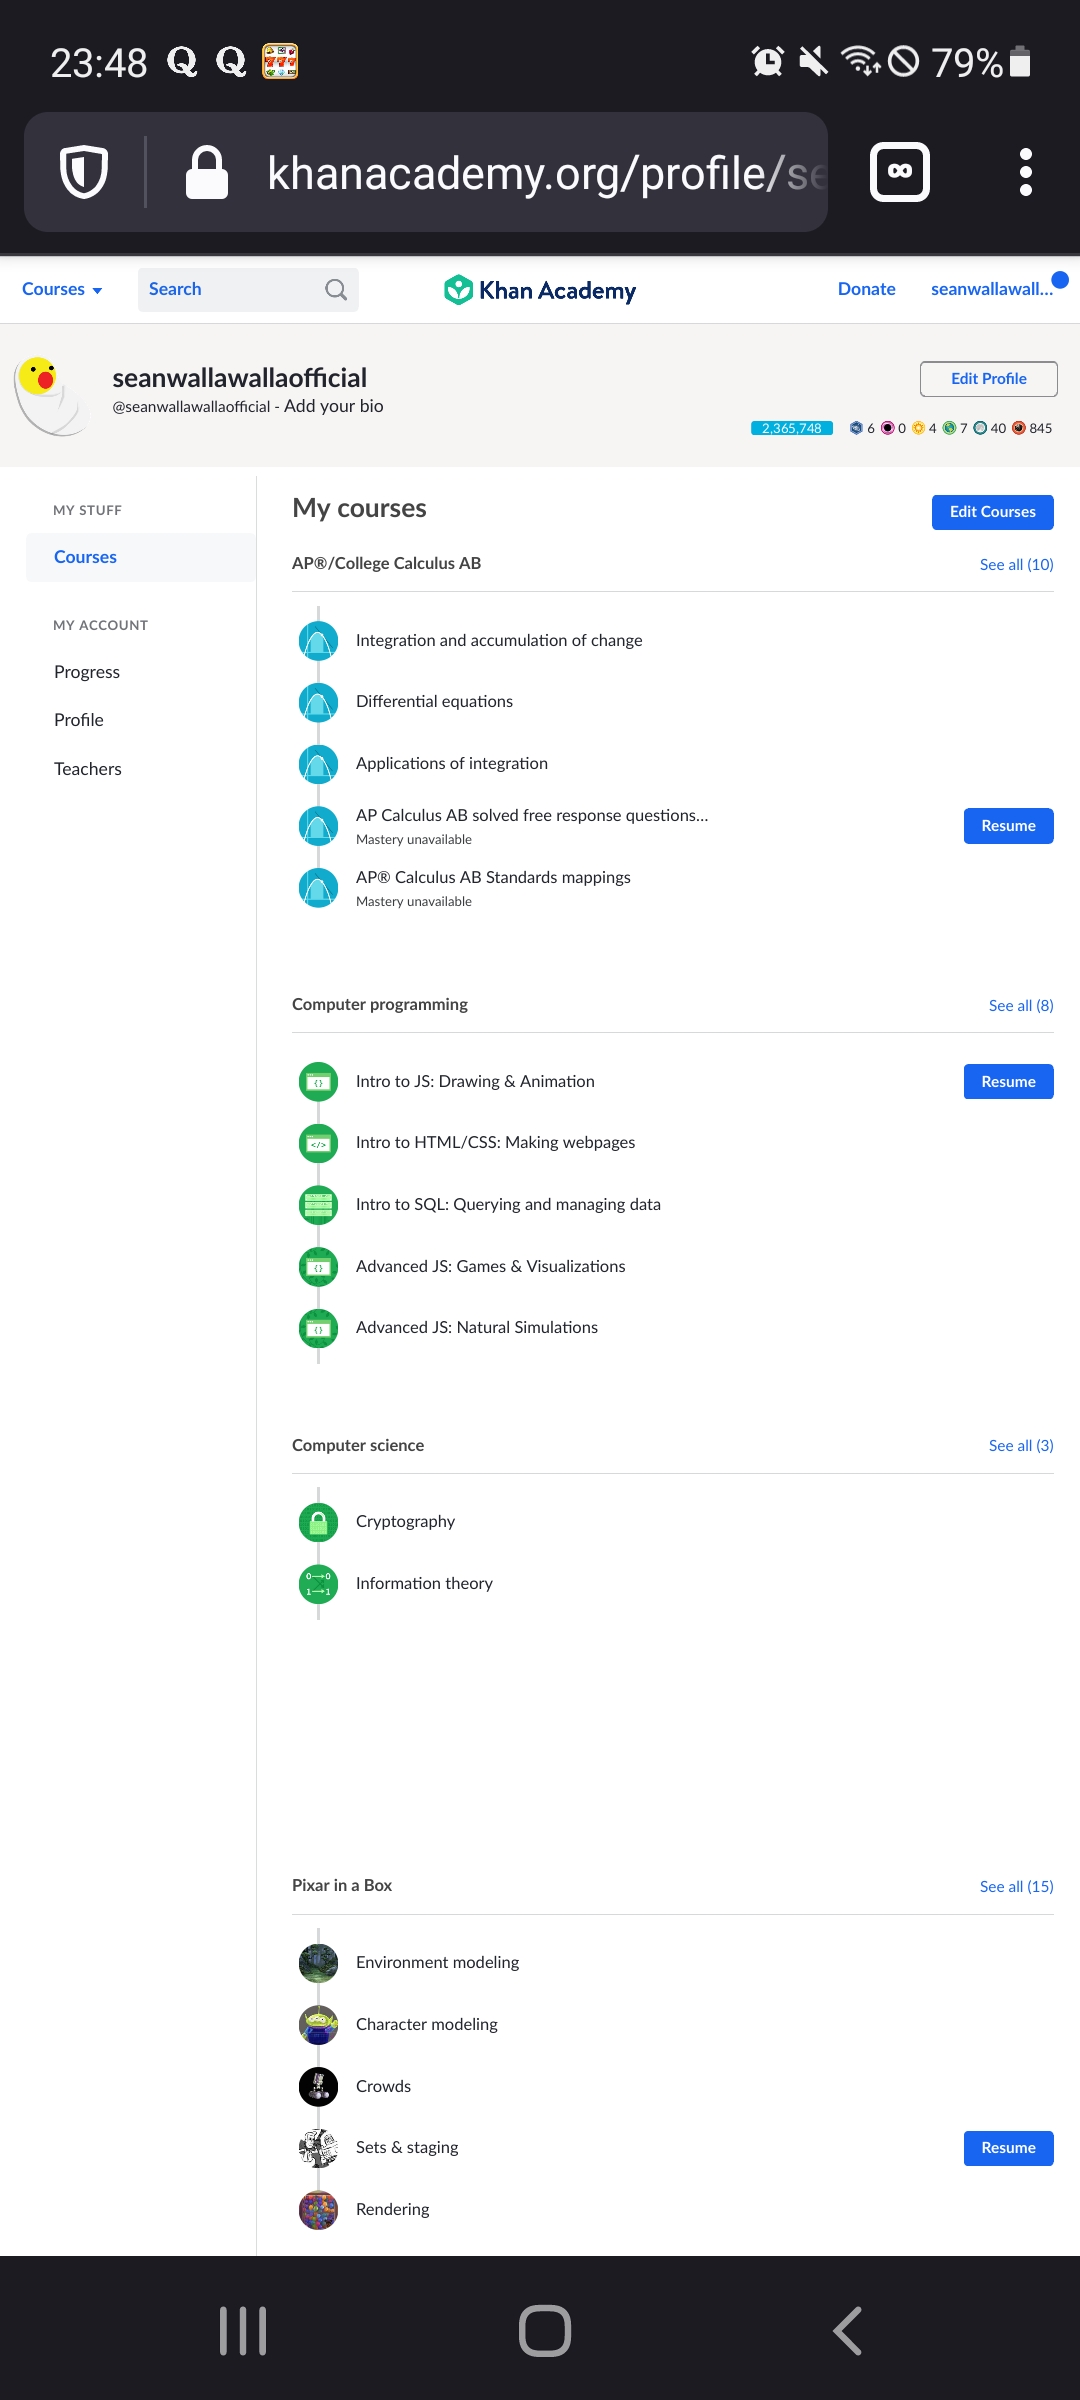 23:48
79%
khanacademy.org/profile/se
Courses
Search
Khan Academy
Donate
seanwallawall...
seanwallawallaofficial
@seanwallawallaofficial - Add your bio
Edit Profile
2,365,748 6 0 4 7 40 845
MY STUFF
Courses
MY ACCOUNT
Progress
Profile
Teachers
My courses
Edit Courses
AP®/College Calculus AB
See all (10)
Integration and accumulation of change
Differential equations
Applications of integration
AP Calculus AB solved free response questions...
Mastery unavailable
Resume
AP® Calculus AB Standards mappings
Mastery unavailable
Computer programming
See all (8)
Intro to JS: Drawing & Animation
Resume
Intro to HTML/CSS: Making webpages
Intro to SQL: Querying and managing data
Advanced JS: Games & Visualizations
Advanced JS: Natural Simulations
Computer science
See all (3)
Cryptography
Information theory
Pixar in a Box
See all (15)
Environment modeling
Character modeling
Crowds
Sets & staging
Resume
Rendering